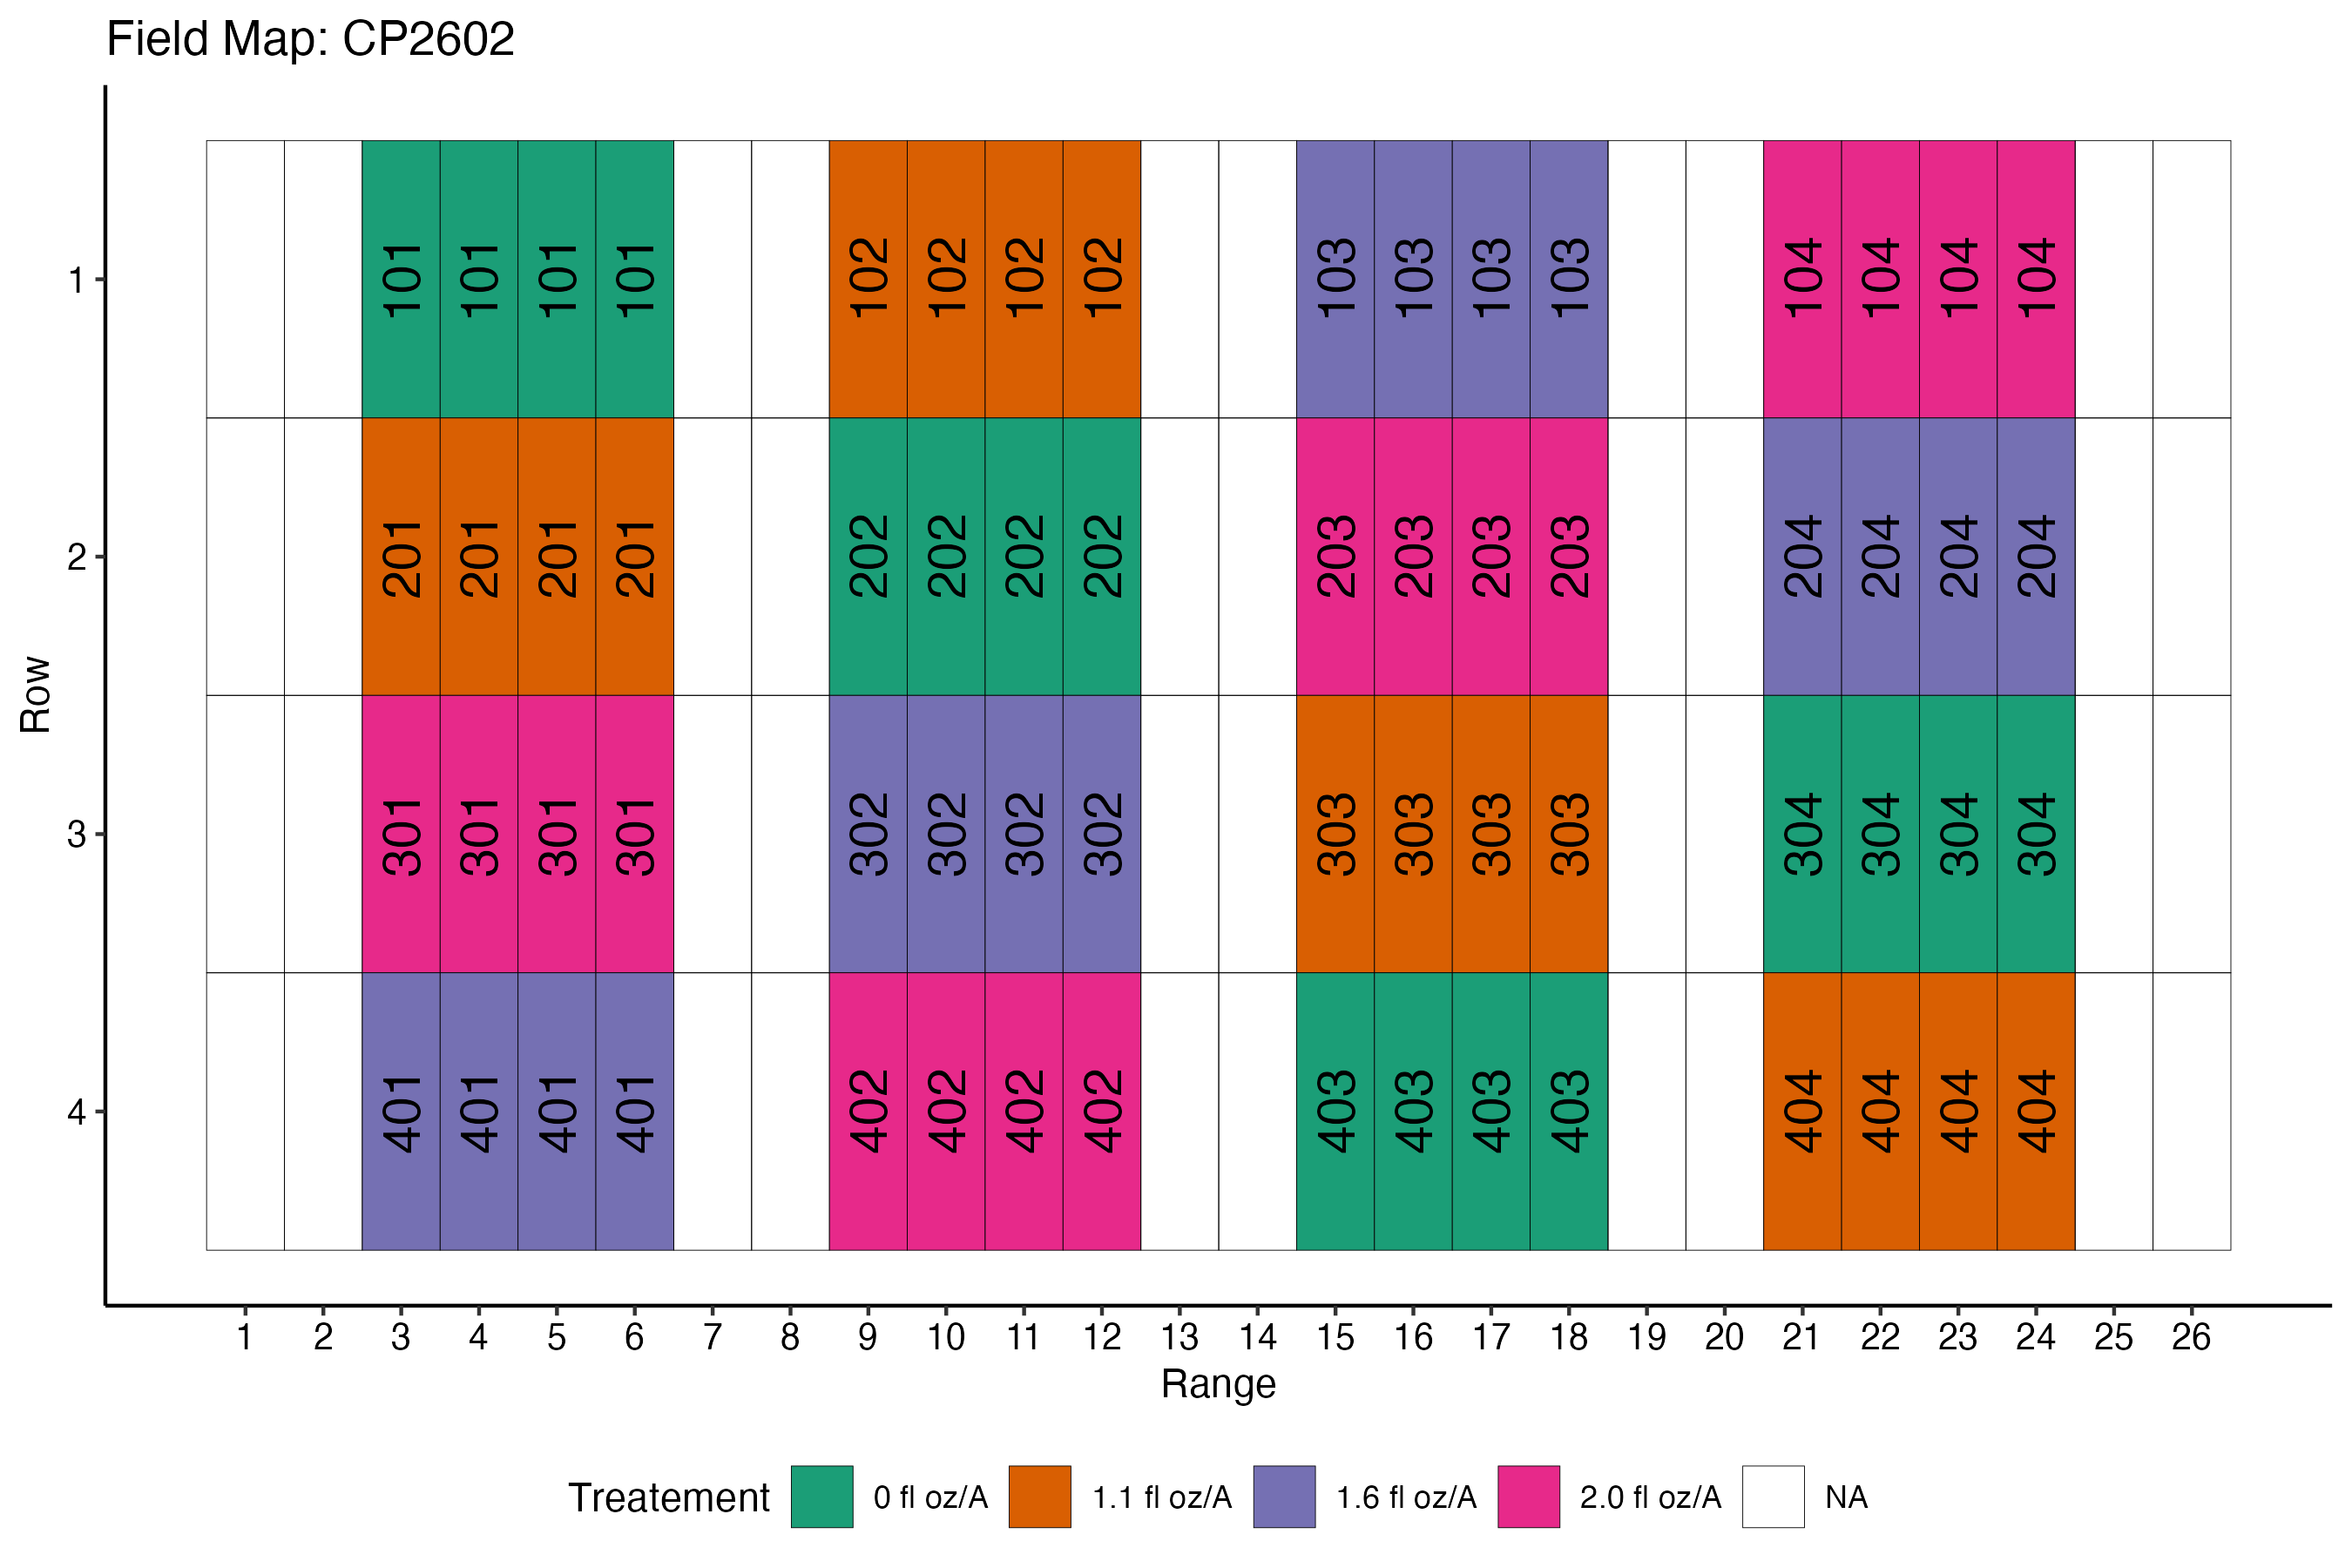 Field Map: CP2602
1
101 101 101 101 102 102 102 102 103 103 103 103 104 104 104 104
2
201 201 201 201 202 202 202 202 203 203 203 203 204 204 204 204
Row
3
301 301 301 301 302 302 302 302 303 303 303 303 304 304 304 304
4
401 401 401 401 402 402 402 402 403 403 403 403 404 404 404 404
1 2 3 4 5 6 7 8 9 10 11 12 13 14 15 16 17 18 19 20 21 22 23 24 25 26
Range
Treatement 0 fl oz/A 1.1 fl oz/A 1.6 fl oz/A 2.0 fl oz/A NA